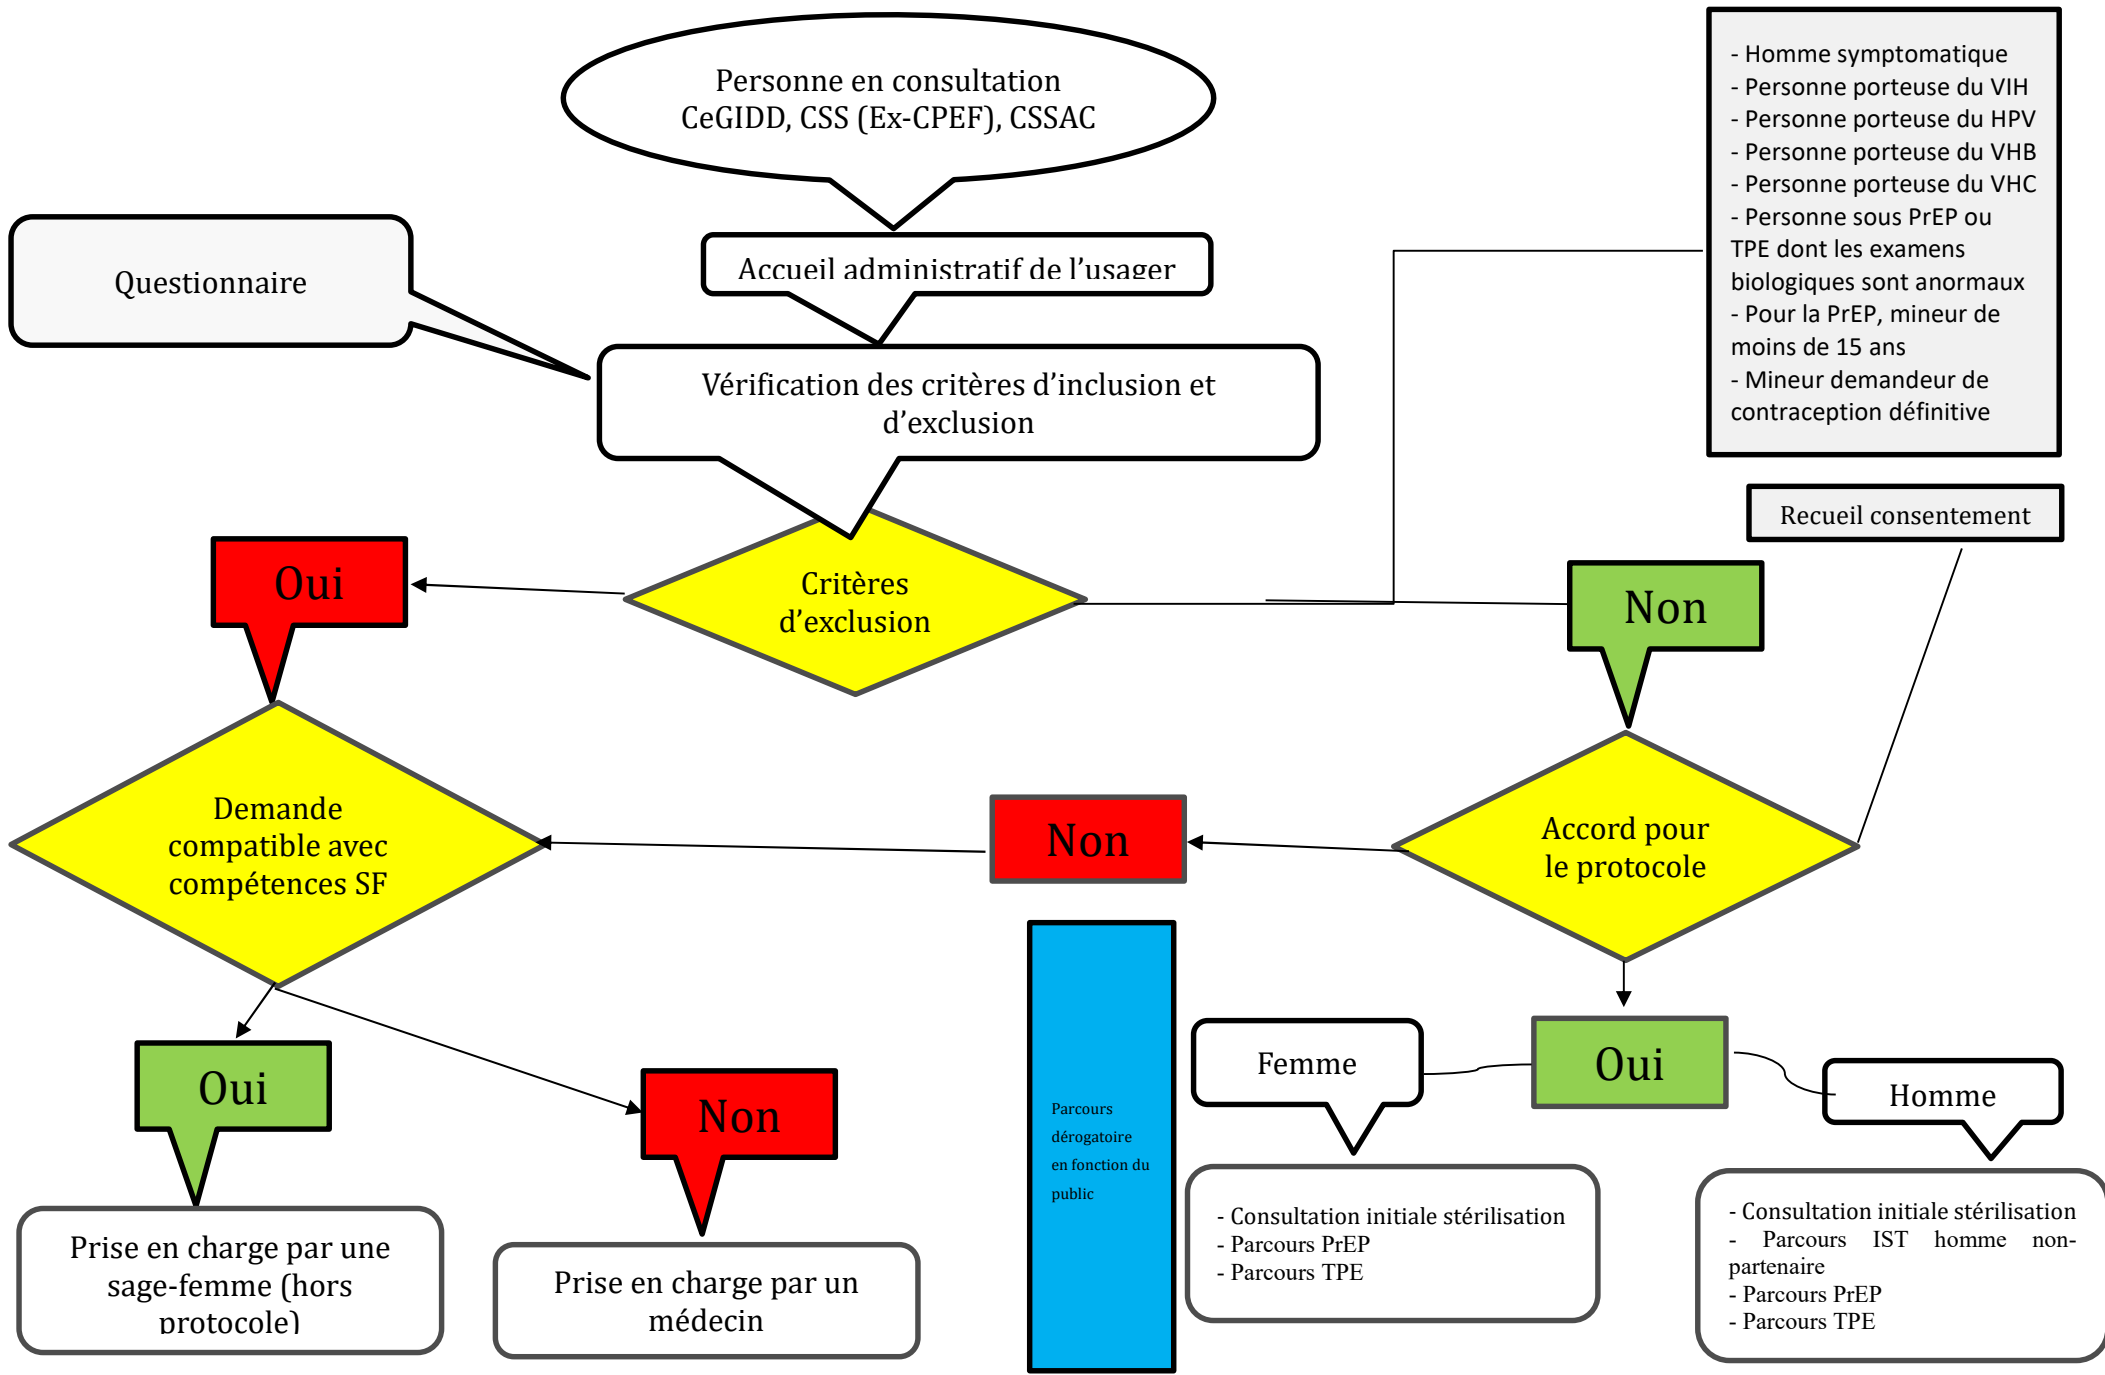 Personne en consultation
CeGIDD, CSS (Ex-CPEF), CSSAC
- Homme symptomatique
- Personne porteuse du VIH
- Personne porteuse du HPV
- Personne porteuse du VHB
- Personne porteuse du VHC
- Personne sous PrEP ou
TPE dont les examens
biologiques sont anormaux
- Pour la PrEP, mineur de
moins de 15 ans
- Mineur demandeur de
contraception définitive
Questionnaire
Accueil administratif de l’usager
Vérification des critères d’inclusion et
d’exclusion
Recueil consentement
Oui
Critères
d’exclusion
Non
Demande
compatible avec
compétences SF
Non
Accord pour
le protocole
Oui
Non
Parcours
dérogatoire
en fonction du
public
Femme
Oui
Homme
Prise en charge par une
sage-femme (hors
protocole)
Prise en charge par un
médecin
- Consultation initiale stérilisation
- Parcours PrEP
- Parcours TPE
- Consultation initiale stérilisation
- Parcours IST homme non-
partenaire
- Parcours PrEP
- Parcours TPE